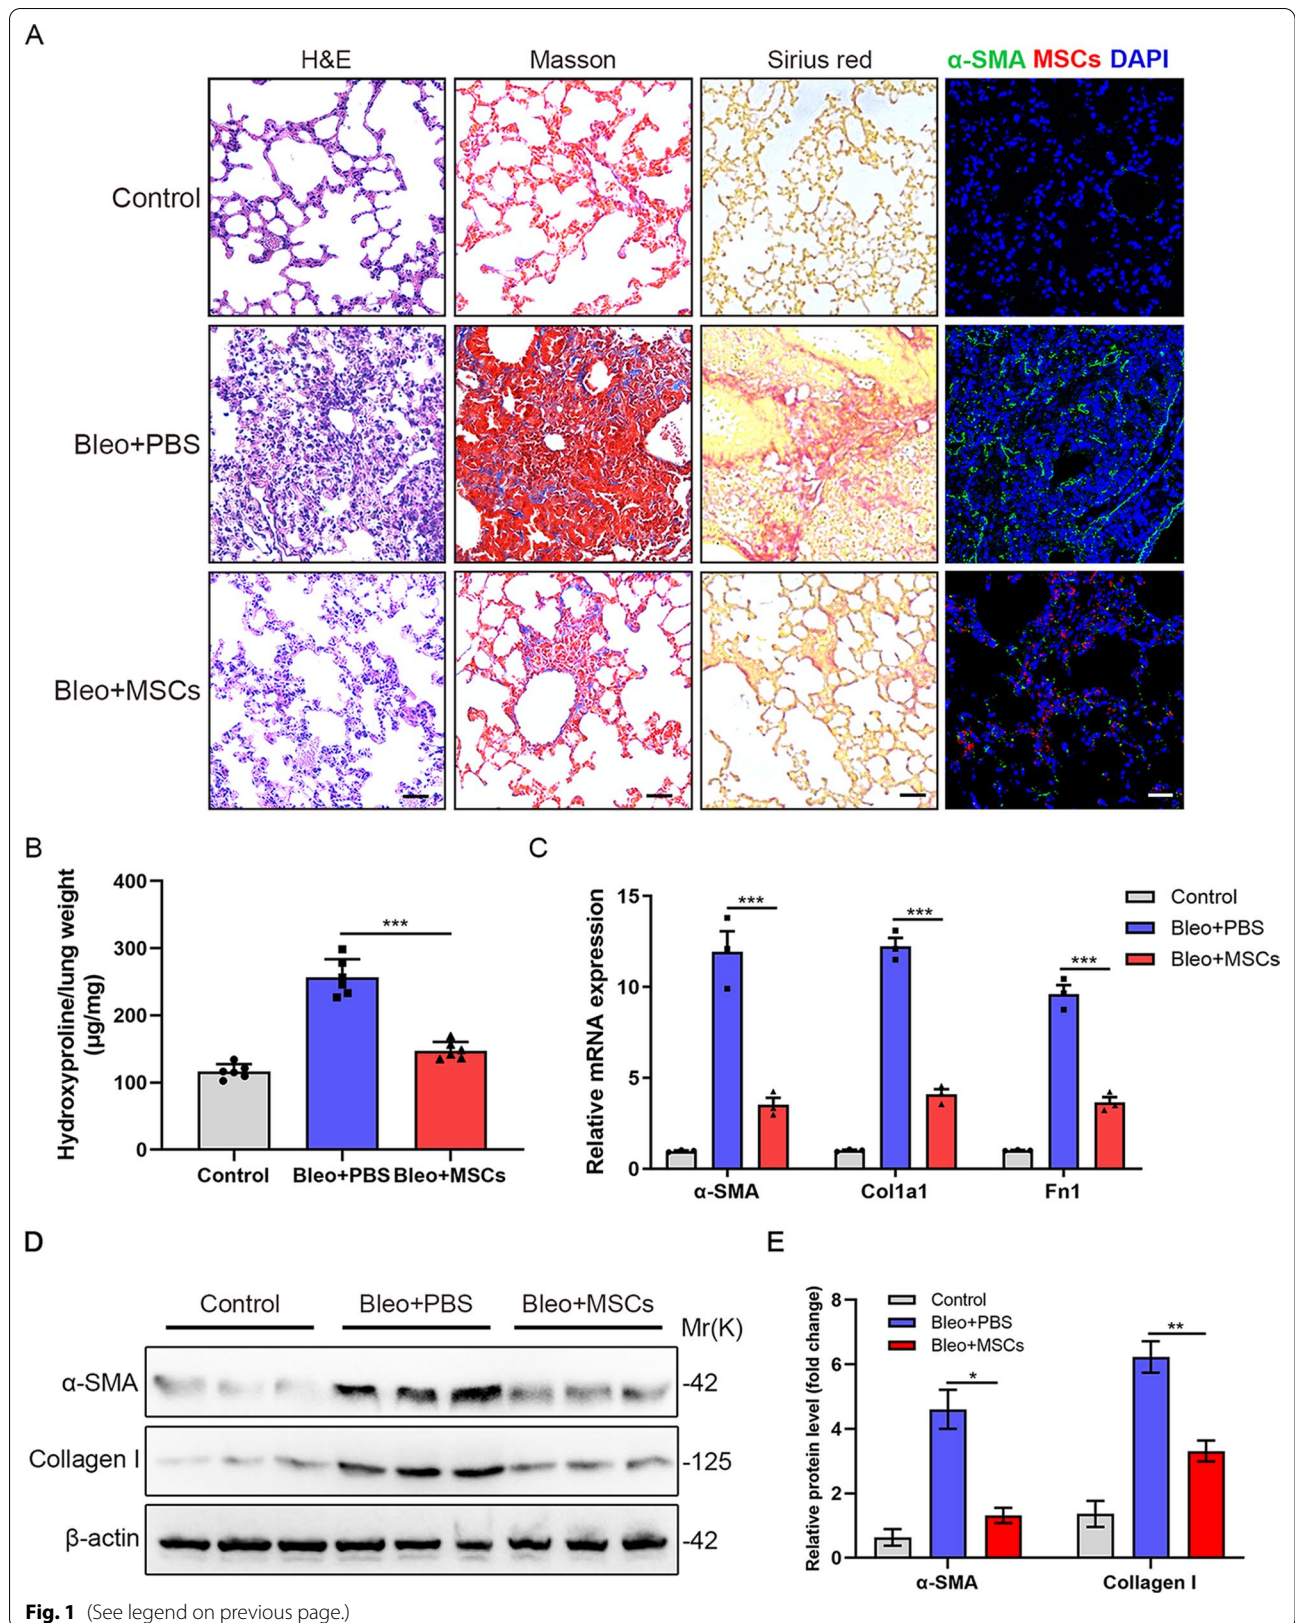 A
H&E
Masson
Sirius red
α-SMA MSCs DAPI
Control
Bleo+PBS
Bleo+MSCs
B
Hydroxyproline/lung weight
(μg/mg)
400
300
200
100
0
***
Control
Bleo+PBS
Bleo+MSCs
C
Relative mRNA expression
15
10
5
0
***
***
***
α-SMA
Col1a1
Fn1
Control
Bleo+PBS
Bleo+MSCs
D
Control
Bleo+PBS
Bleo+MSCs
Mr(K)
α-SMA
-42
Collagen I
-125
β-actin
-42
E
Relative protein level (fold change)
8
6
4
2
0
Control
Bleo+PBS
Bleo+MSCs
*
**
α-SMA
Collagen I
Fig. 1 (See legend on previous page.)